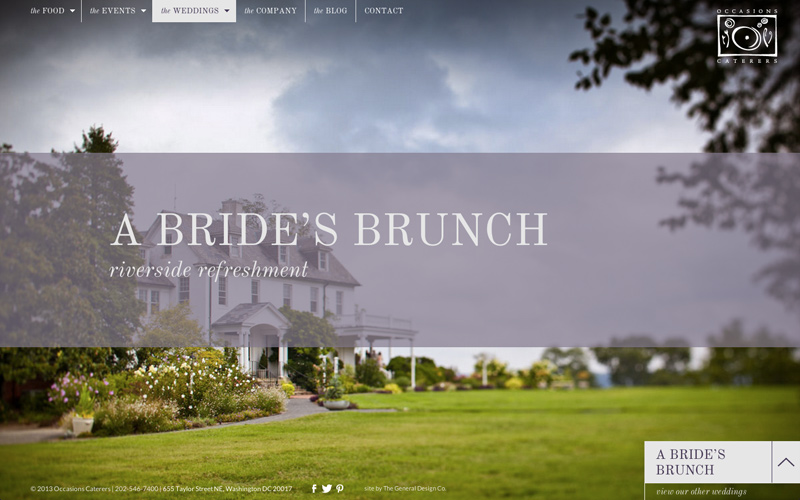 the FOOD
the EVENTS
the WEDDINGS
the COMPANY
the BLOG
CONTACT
OCCASIONS
CATERERS
A BRIDE’S BRUNCH
riverside refreshment
A BRIDE’S
BRUNCH
view our other weddings
© 2013 Occasions Caterers | 202-546-7400 | 655 Taylor Street NE, Washington DC 20017
site by The General Design Co.